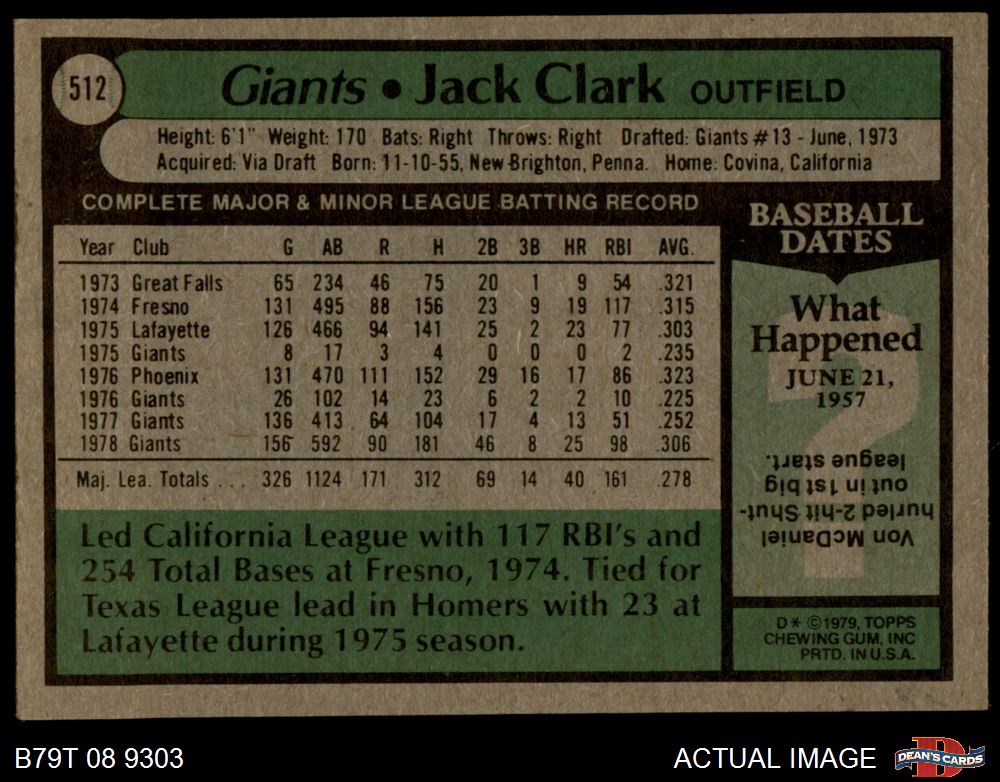 512
Giants • Jack Clark OUTFIELD
Height: 6'1" Weight: 170 Bats: Right Throws: Right Drafted: Giants #13 - June, 1973
Acquired: Via Draft Born: 11-10-55, New Brighton, Penna. Home: Covina, California
COMPLETE MAJOR & MINOR LEAGUE BATTING RECORD
Year Club G AB R H 2B 3B HR RBI AVG.
1973 Great Falls 65 234 46 75 20 1 9 54 .321
1974 Fresno 131 495 88 156 23 9 19 117 .315
1975 Lafayette 126 466 94 141 25 2 23 77 .303
1975 Giants 8 17 3 4 0 0 0 2 .235
1976 Phoenix 131 470 111 152 29 16 17 86 .323
1976 Giants 26 102 14 23 6 2 2 10 .225
1977 Giants 136 413 64 104 17 4 13 51 .252
1978 Giants 156 592 90 181 46 8 25 98 .306
Maj. Lea. Totals . . . 326 1124 171 312 69 14 40 161 .278
Led California League with 117 RBI's and
254 Total Bases at Fresno, 1974. Tied for
Texas League lead in Homers with 23 at
Lafayette during 1975 season.
BASEBALL
DATES
What
Happened
JUNE 21,
1957
?
Von McDaniel
hurled 2-hit Shut-
out in 1st big
league start.
D* ©1979, TOPPS
CHEWING GUM, INC
PRTD. IN U.S.A.
B79T 08 9303
ACTUAL IMAGE
D
DEAN'S CARDS